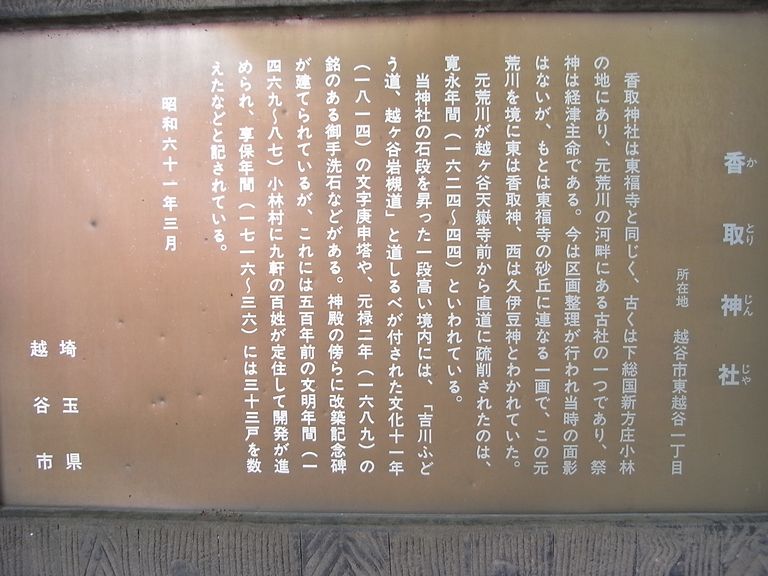 香取神社
かとりじんじゃ
所在地 越谷市東越谷一丁目
香取神社は東福寺と同じく、古くは下総国新方庄小林
の地にあり、元荒川の河畔にある古社の一つであり、祭
神は経津主命である。今は区画整理が行われ当時の面影
はないが、もとは東福寺の砂丘に連なる一画で、この元
荒川を境に東は香取神、西は久伊豆神とわかれていた。
元荒川が越ヶ谷天嶽寺前から直道に疏削されたのは、
寛永年間（一六二四〜四四）といわれている。
当神社の石段を昇った一段高い境内には、「吉川ふど
う道、越ヶ谷岩槻道」と道しるべが付された文化十一年
（一八一四）の文字庚申塔や、元禄二年（一六八九）の
銘のある御手洗石などがある。神殿の傍らに改築記念碑
が建てられているが、これには五百年前の文明年間（一
四六九〜八七）小林村に九軒の百姓が定住して開発が進
められ、享保年間（一七一六〜三六）には三十三戸を数
えたなどと記されている。
昭和六十一年三月
埼玉県
越谷市